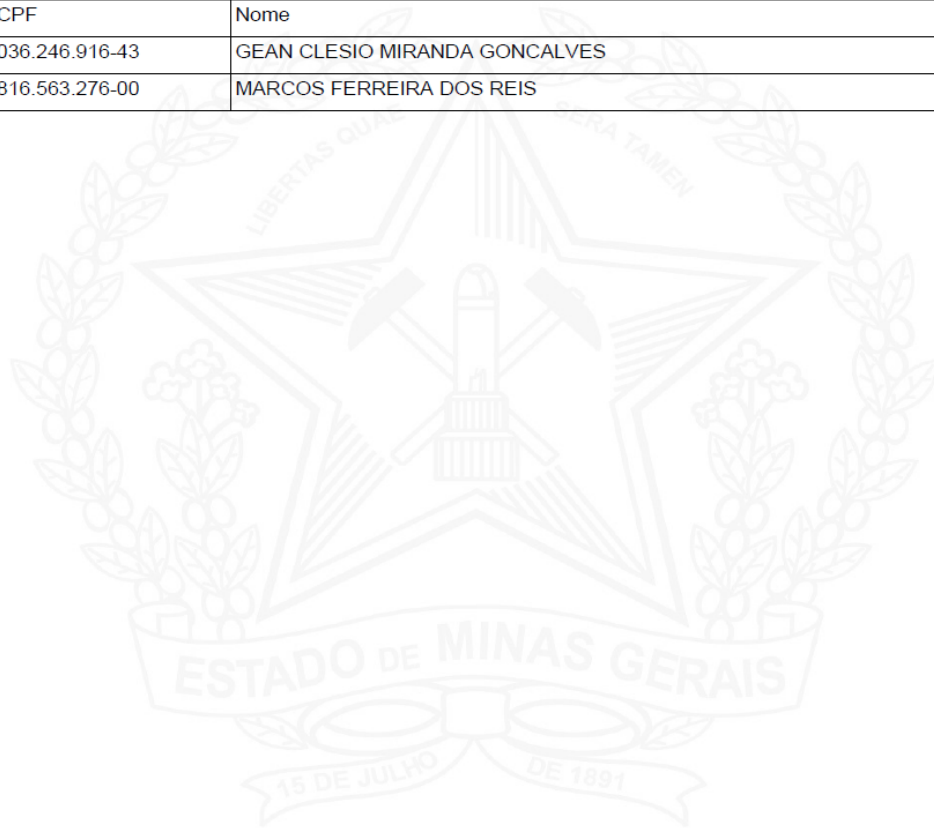 CPF Nome
036.246.916-43 GEAN CLESIO MIRANDA GONCALVES
816.563.276-00 MARCOS FERREIRA DOS REIS
LIBERTAS QUAE SERA TAMEN
ESTADO DE MINAS GERAIS
15 DE JULHO DE 1891